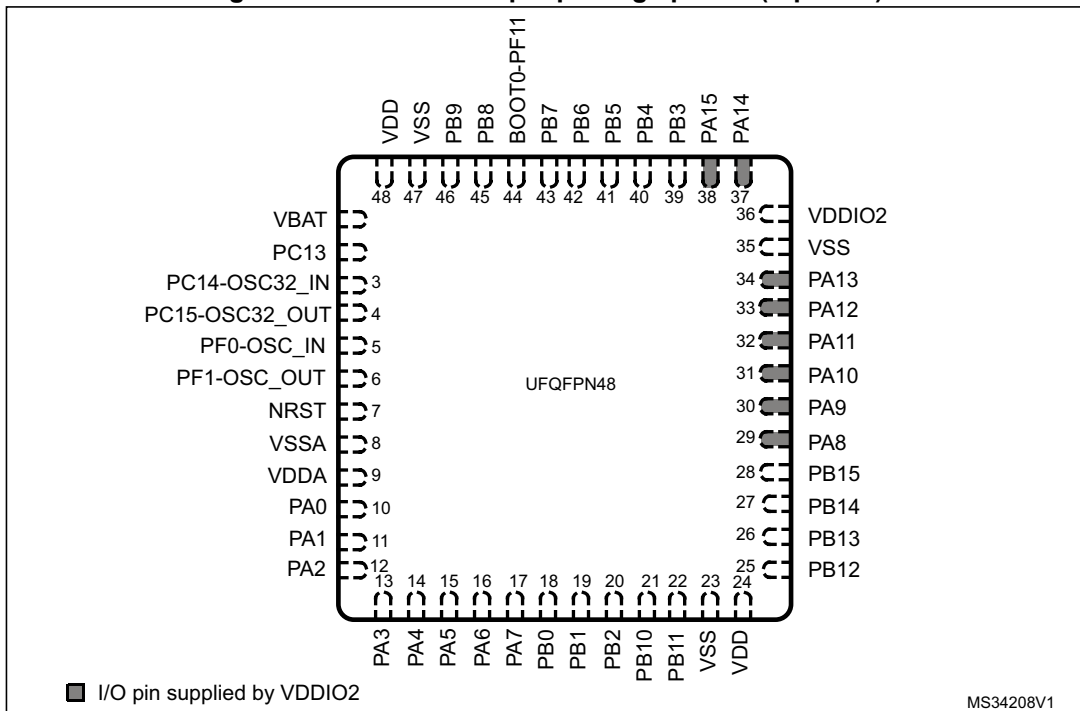 VDD
VSS
PB9
PB8
BOOT0-PF11
PB7
PB6
PB5
PB4
PB3
PA15
PA14
48
47
46
45
44
43
42
41
40
39
38
37
VBAT
PC13
PC14-OSC32_IN 3
PC15-OSC32_OUT 4
PF0-OSC_IN 5
PF1-OSC_OUT 6
NRST 7
VSSA 8
VDDA 9
PA0 10
PA1 11
PA2 12
UFQFPN48
36 VDDIO2
35 VSS
34 PA13
33 PA12
32 PA11
31 PA10
30 PA9
29 PA8
28 PB15
27 PB14
26 PB13
25 PB12
13
14
15
16
17
18
19
20
21
22
23
24
PA3
PA4
PA5
PA6
PA7
PB0
PB1
PB2
PB10
PB11
VSS
VDD
I/O pin supplied by VDDIO2
MS34208V1